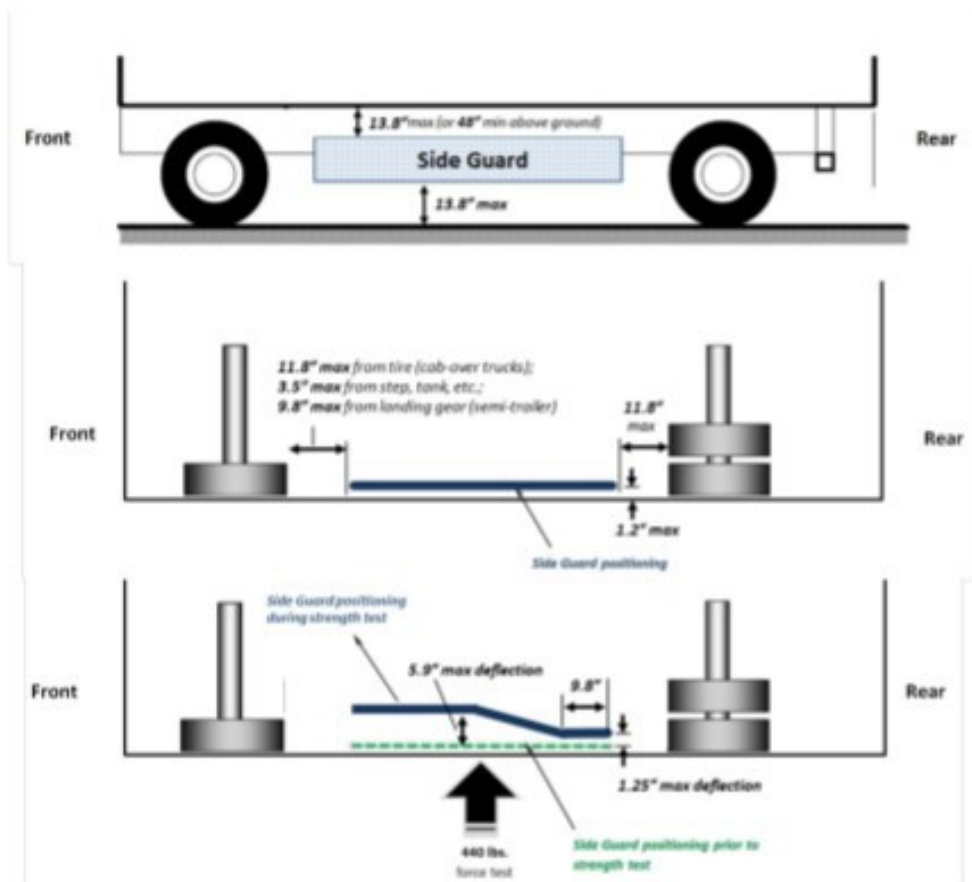 13.8" max (or 48" min above ground)
Front
Side Guard
Rear
13.8" max
11.8" max from tire (cab-over trucks);
3.5" max from step, tank, etc.;
9.8" max from landing gear (semi-trailer)
11.8"
max
Front
Rear
1.2" max
Side Guard positioning
Side Guard positioning
during strength test
5.9" max deflection
9.8"
Front
Rear
1.25" max deflection
Side Guard positioning prior to
strength test
440 lbs.
force test